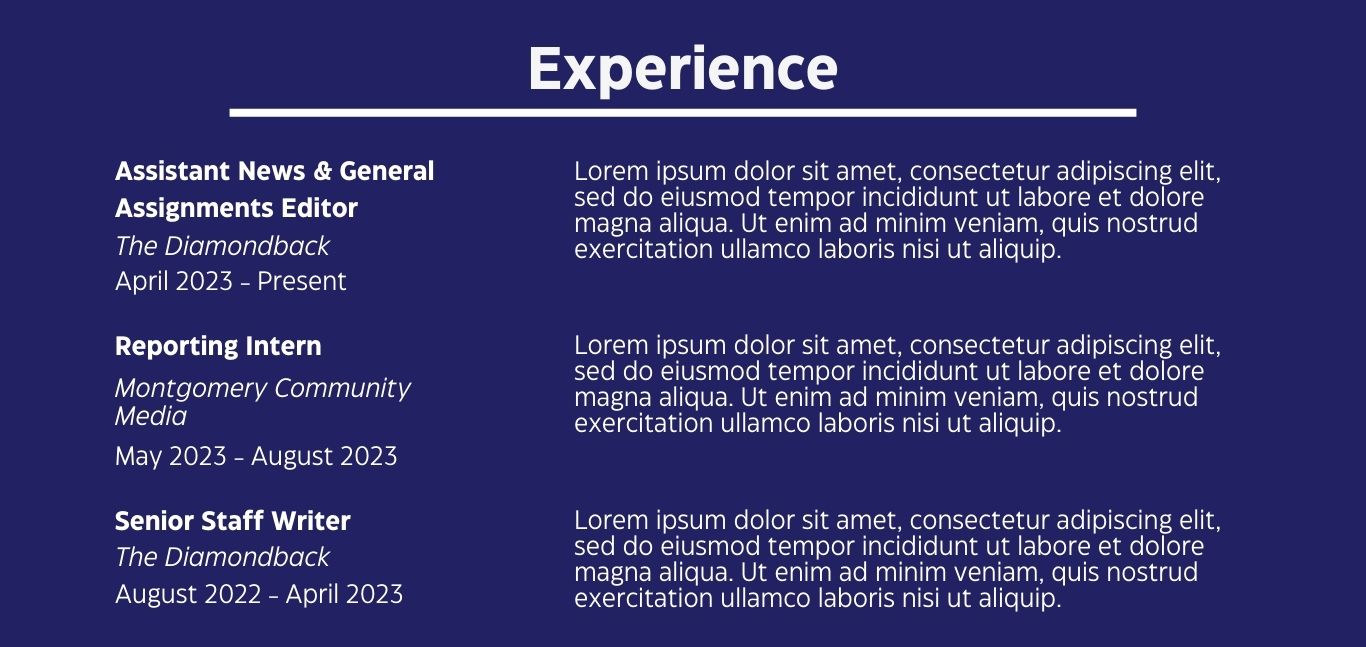 Experience
Assistant News & General
Assignments Editor
The Diamondback
April 2023 – Present
Lorem ipsum dolor sit amet, consectetur adipiscing elit,
sed do eiusmod tempor incididunt ut labore et dolore
magna aliqua. Ut enim ad minim veniam, quis nostrud
exercitation ullamco laboris nisi ut aliquip.
Reporting Intern
Montgomery Community
Media
May 2023 – August 2023
Lorem ipsum dolor sit amet, consectetur adipiscing elit,
sed do eiusmod tempor incididunt ut labore et dolore
magna aliqua. Ut enim ad minim veniam, quis nostrud
exercitation ullamco laboris nisi ut aliquip.
Senior Staff Writer
The Diamondback
August 2022 – April 2023
Lorem ipsum dolor sit amet, consectetur adipiscing elit,
sed do eiusmod tempor incididunt ut labore et dolore
magna aliqua. Ut enim ad minim veniam, quis nostrud
exercitation ullamco laboris nisi ut aliquip.